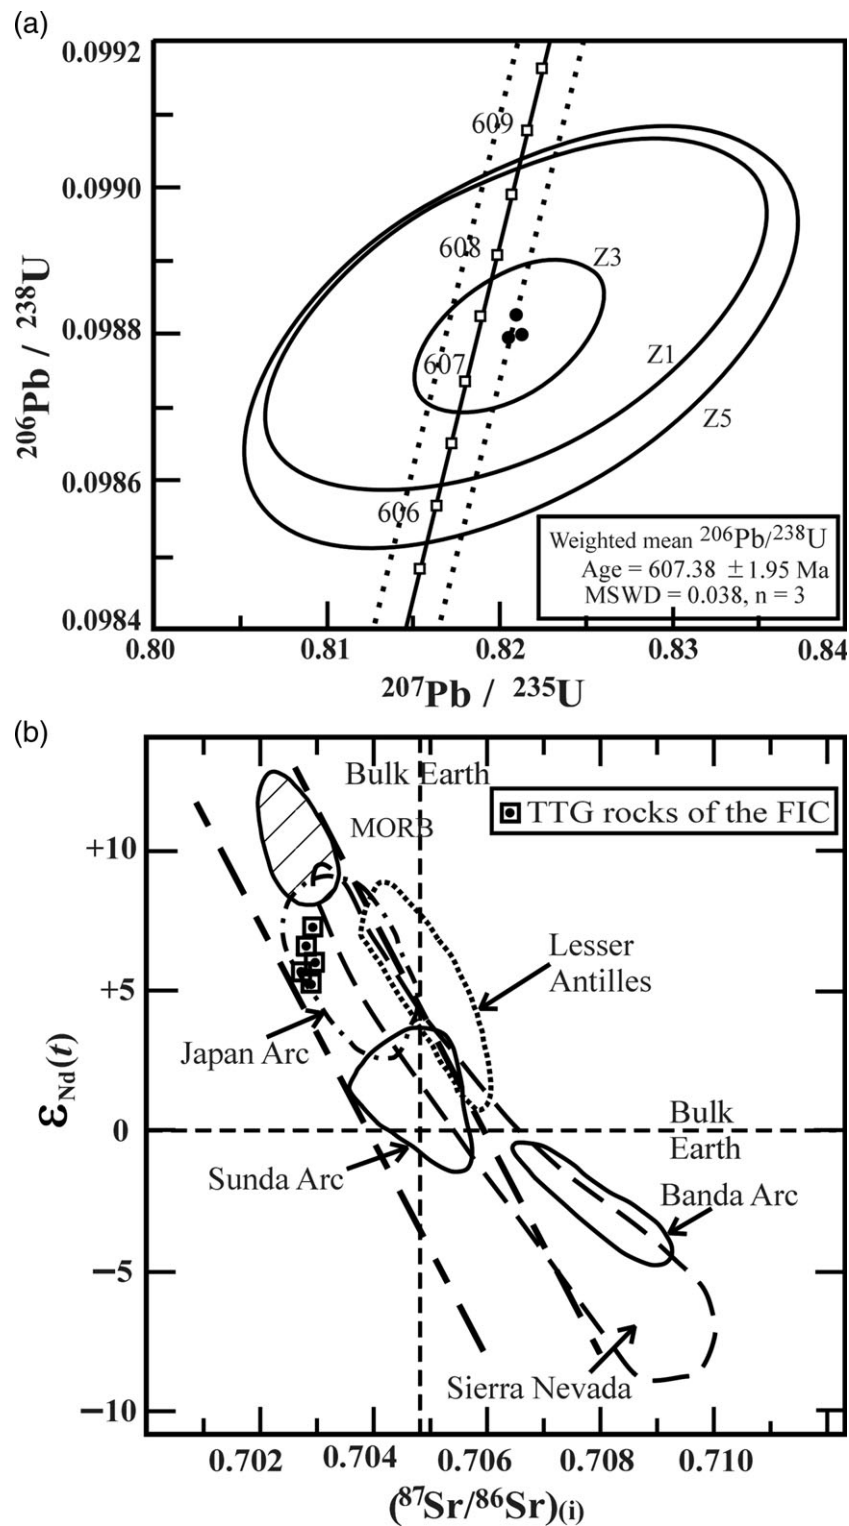 (a)
0.0992
0.0990
0.0988
0.0986
0.0984
²⁰⁶Pb / ²³⁸U
609
608
607
606
Z3
Z1
Z5
Weighted mean ²⁰⁶Pb/²³⁸U
Age = 607.38 ±1.95 Ma
MSWD = 0.038, n = 3
0.80 0.81 0.82 0.83 0.84
²⁰⁷Pb / ²³⁵U
(b)
Bulk Earth
TTG rocks of the FIC
MORB
+10
+5
0
−5
−10
εNd(t)
Lesser
Antilles
Japan Arc
Bulk
Earth
Sunda Arc
Banda Arc
Sierra Nevada
0.702 0.704 0.706 0.708 0.710
(⁸⁷Sr/⁸⁶Sr)(i)